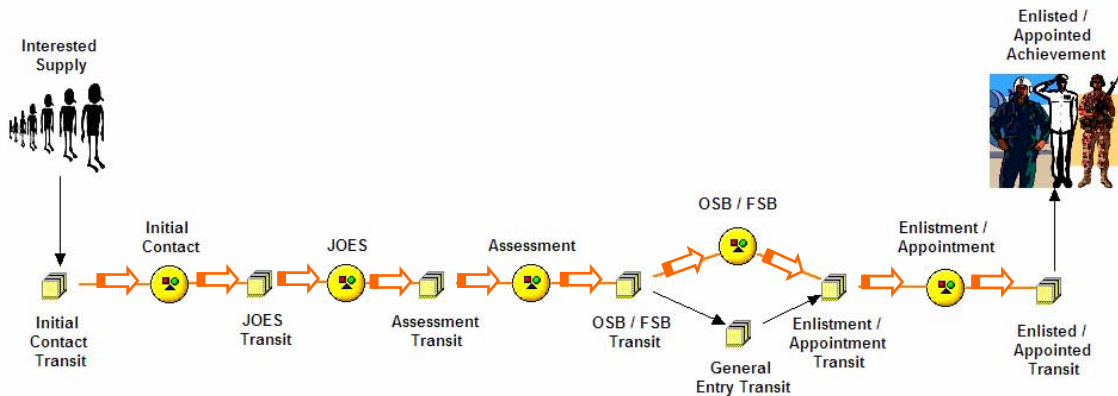 Interested
Supply
Enlisted /
Appointed
Achievement
Initial
Contact
JOES
Assessment
OSB / FSB
Enlistment /
Appointment
Initial
Contact
Transit
JOES
Transit
Assessment
Transit
OSB / FSB
Transit
General
Entry Transit
Enlistment /
Appointment
Transit
Enlisted /
Appointed
Transit